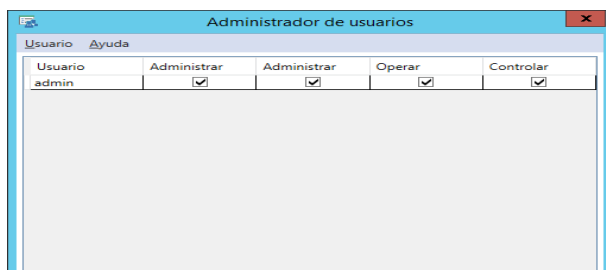 Administrador de usuarios
Usuario Ayuda
Usuario Administrar Administrar Operar Controlar
admin